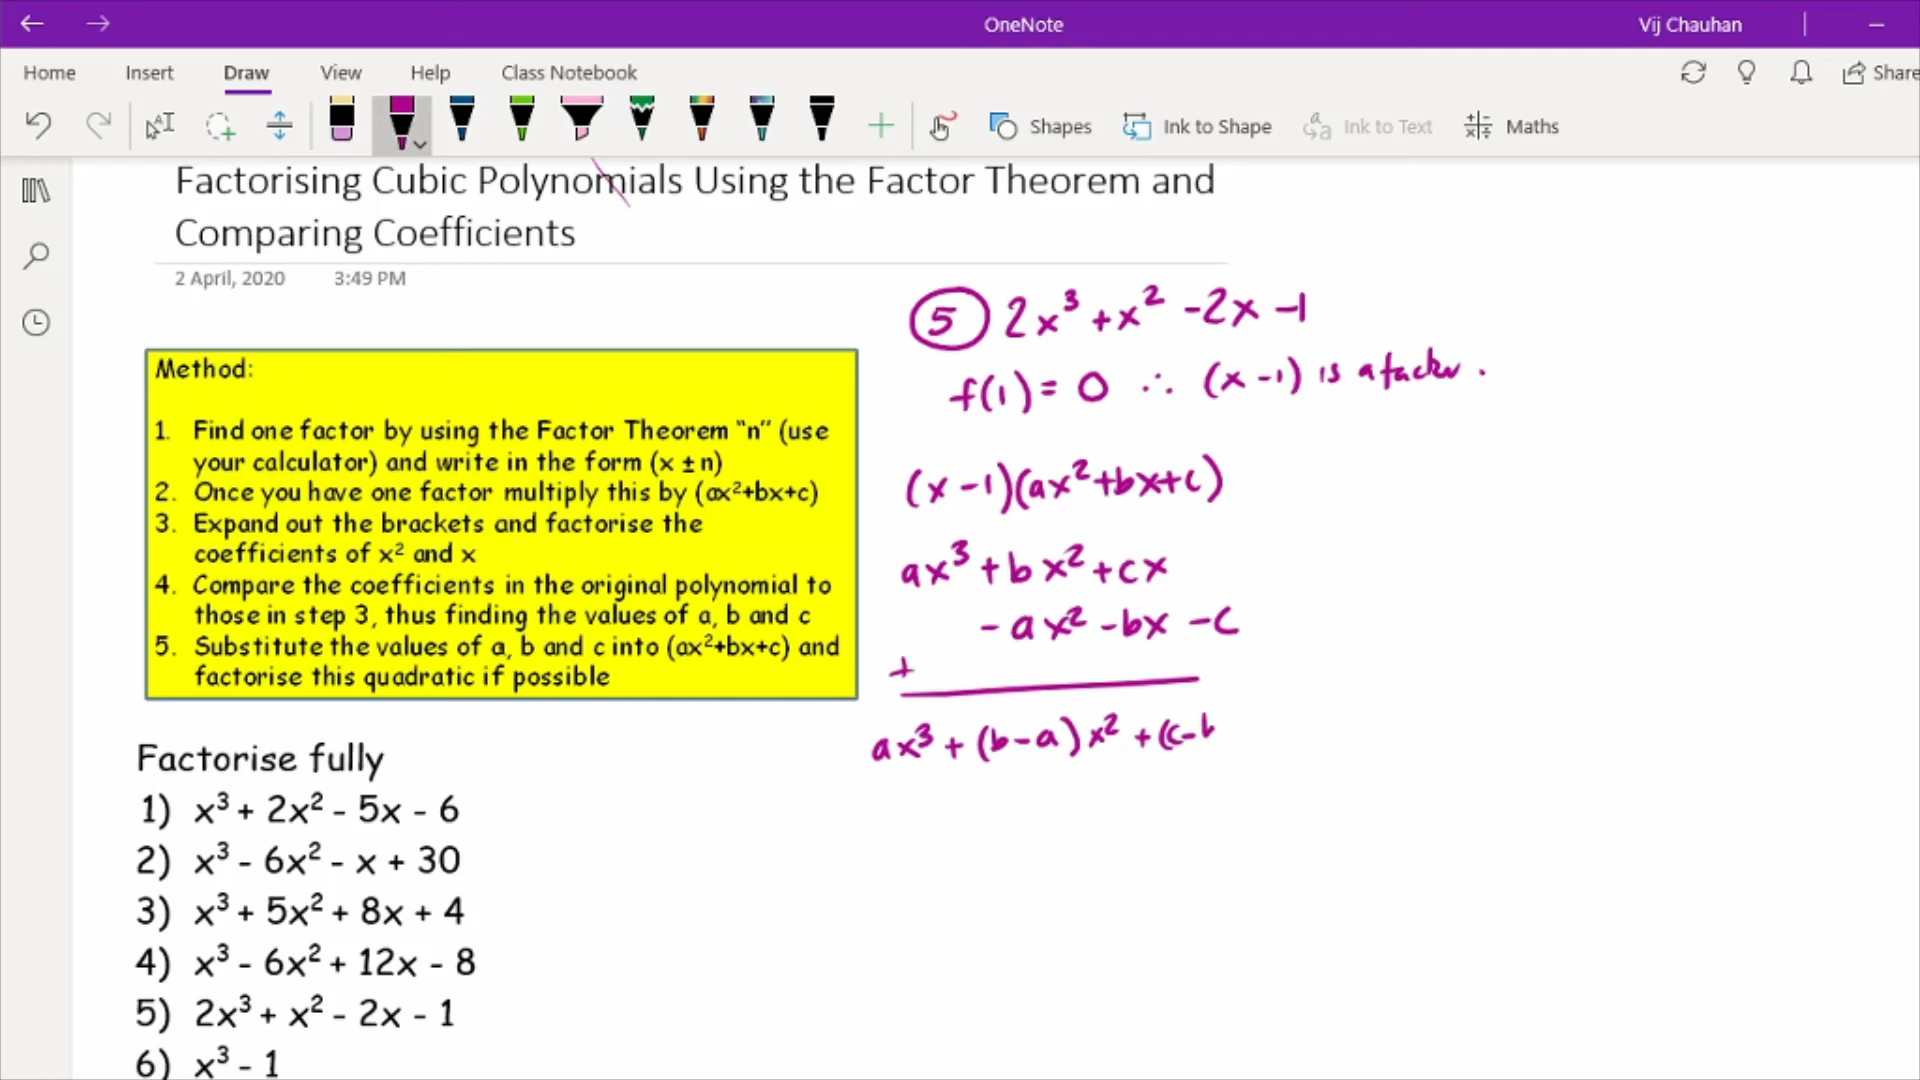 OneNote
Vij Chauhan
Home Insert Draw View Help Class Notebook
Share
Shapes Ink to Shape Ink to Text Maths
Factorising Cubic Polynomials Using the Factor Theorem and
Comparing Coefficients
2 April, 2020 3:49 PM
Method:
1. Find one factor by using the Factor Theorem "n" (use
your calculator) and write in the form (x ± n)
2. Once you have one factor multiply this by (ax²+bx+c)
3. Expand out the brackets and factorise the
coefficients of x² and x
4. Compare the coefficients in the original polynomial to
those in step 3, thus finding the values of a, b and c
5. Substitute the values of a, b and c into (ax²+bx+c) and
factorise this quadratic if possible
Factorise fully
1) x³ + 2x² - 5x - 6
2) x³ - 6x² - x + 30
3) x³ + 5x² + 8x + 4
4) x³ - 6x² + 12x - 8
5) 2x³ + x² - 2x - 1
6) x³ - 1
5 2x³ + x² - 2x - 1
f(1) = 0 ∴ (x - 1) is a factor.
(x - 1)(ax²+bx+c)
ax³ + bx² + cx
- ax² - bx - c
+
ax³ + (b-a)x² + (c-b